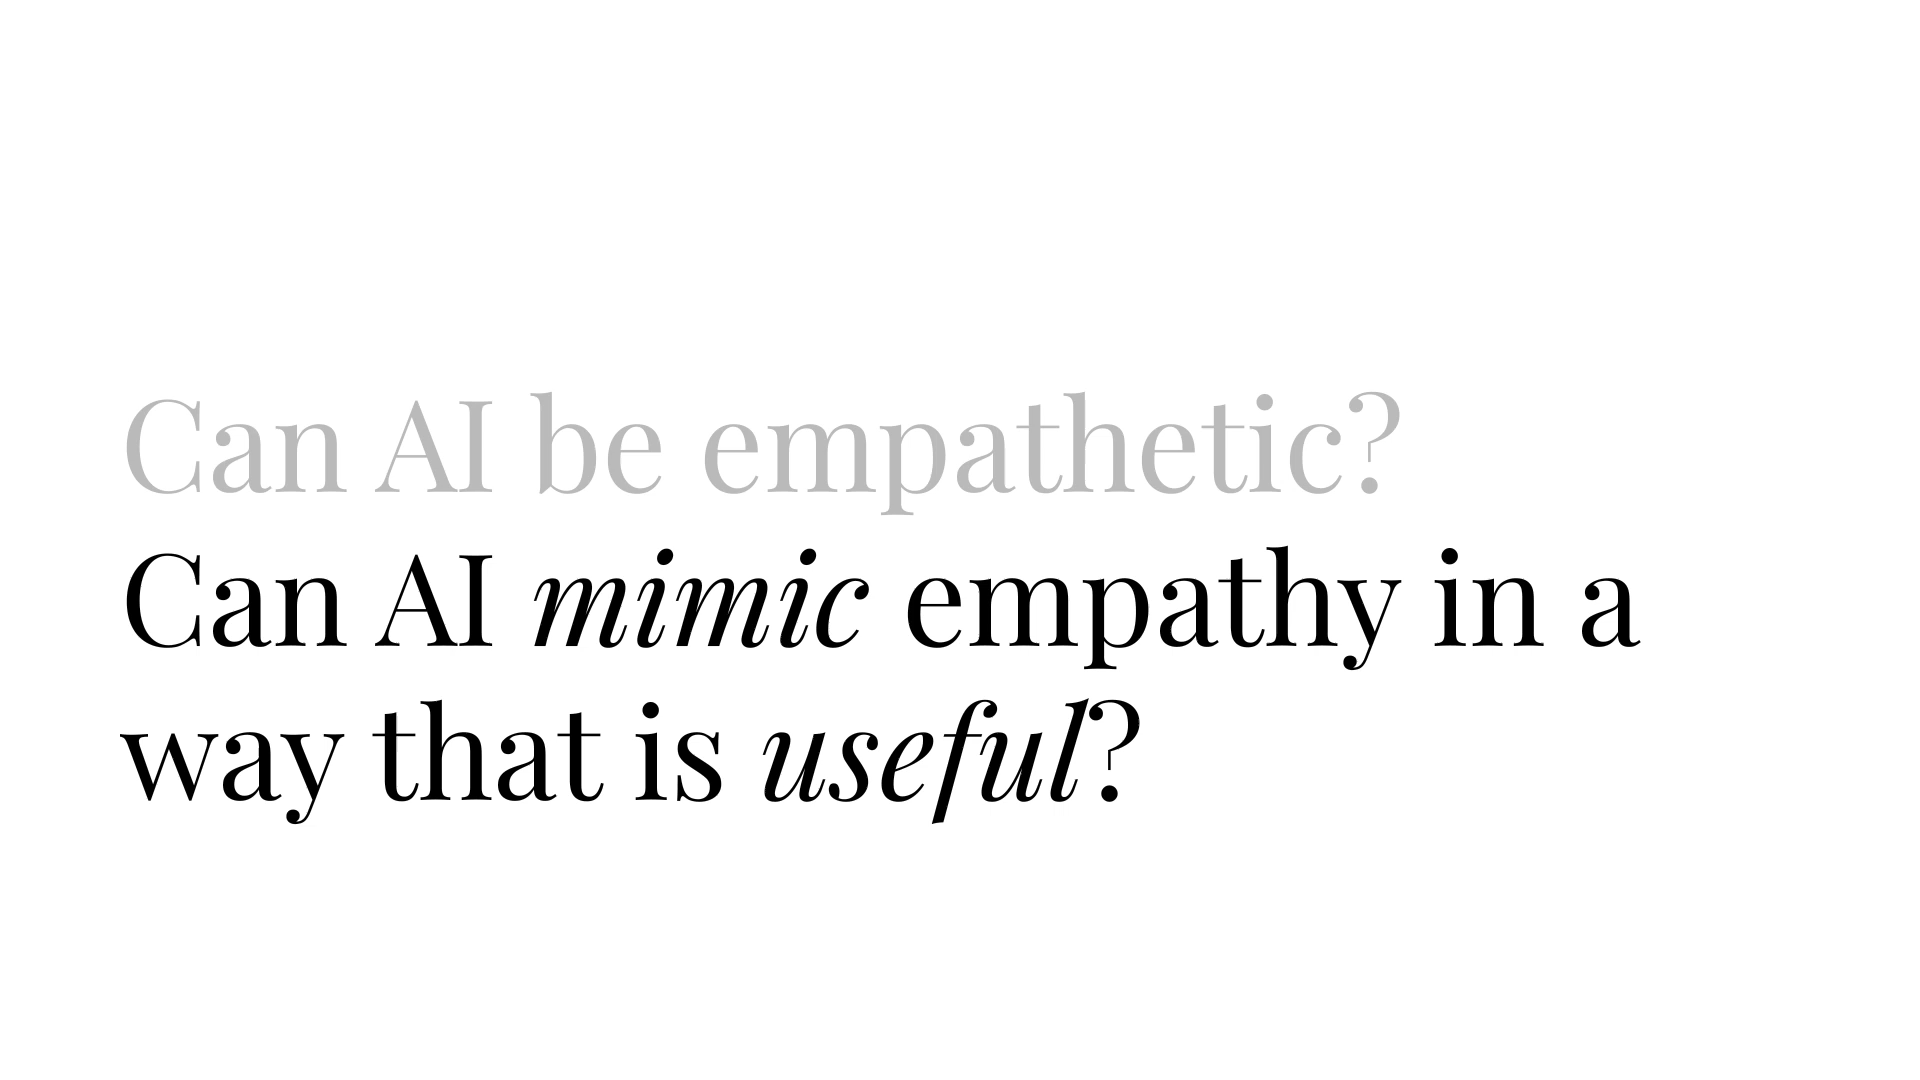 Can AI be empathetic?
Can AI mimic empathy in a
way that is useful?